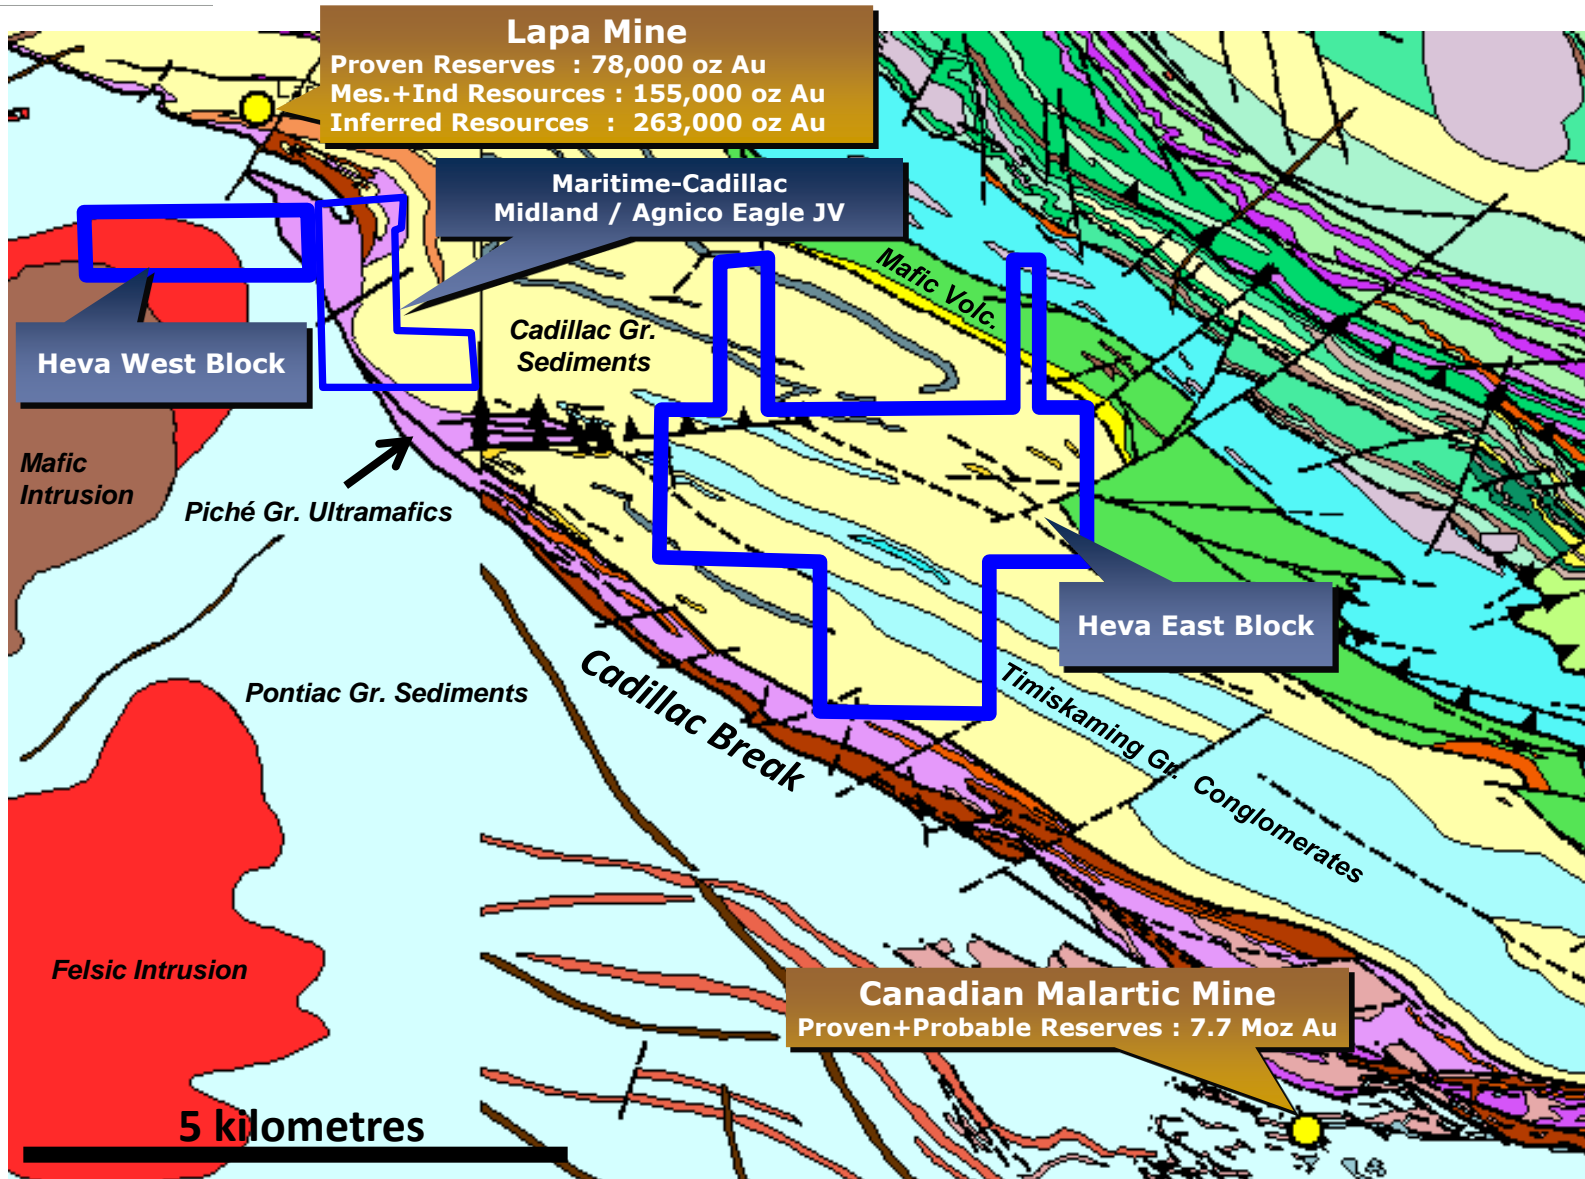 Lapa Mine
Proven Reserves : 78,000 oz Au
Mes.+Ind Resources : 155,000 oz Au
Inferred Resources : 263,000 oz Au
Maritime-Cadillac
Midland / Agnico Eagle JV
Mafic Volc.
Heva West Block
Cadillac Gr.
Sediments
Mafic
Intrusion
Piché Gr. Ultramafics
Heva East Block
Pontiac Gr. Sediments
Cadillac Break
Timiskaming Gr. Conglomerates
Felsic Intrusion
Canadian Malartic Mine
Proven+Probable Reserves : 7.7 Moz Au
5 kilometres